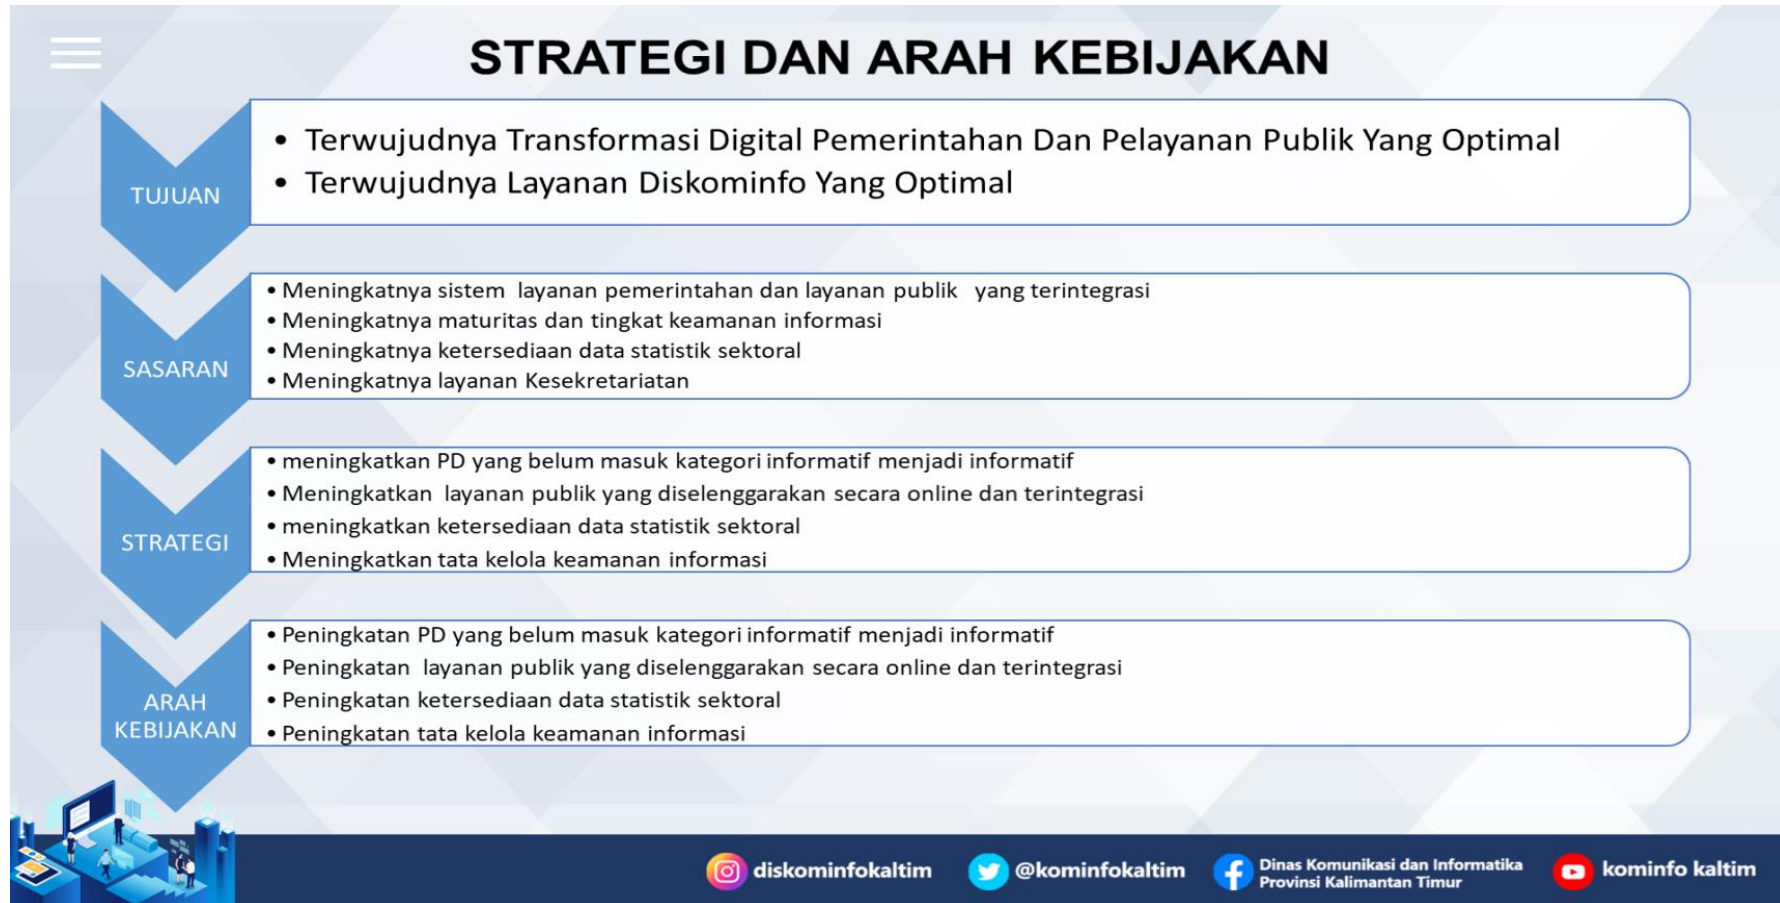 STRATEGI DAN ARAH KEBIJAKAN
TUJUAN
• Terwujudnya Transformasi Digital Pemerintahan Dan Pelayanan Publik Yang Optimal
• Terwujudnya Layanan Diskominfo Yang Optimal
SASARAN
• Meningkatnya sistem layanan pemerintahan dan layanan publik yang terintegrasi
• Meningkatnya maturitas dan tingkat keamanan informasi
• Meningkatnya ketersediaan data statistik sektoral
• Meningkatnya layanan Kesekretariatan
STRATEGI
• meningkatkan PD yang belum masuk kategori informatif menjadi informatif
• Meningkatkan layanan publik yang diselenggarakan secara online dan terintegrasi
• meningkatkan ketersediaan data statistik sektoral
• Meningkatkan tata kelola keamanan informasi
ARAH
KEBIJAKAN
• Peningkatan PD yang belum masuk kategori informatif menjadi informatif
• Peningkatan layanan publik yang diselenggarakan secara online dan terintegrasi
• Peningkatan ketersediaan data statistik sektoral
• Peningkatan tata kelola keamanan informasi
diskominfokaltim
@kominfokaltim
Dinas Komunikasi dan Informatika
Provinsi Kalimantan Timur
kominfo kaltim